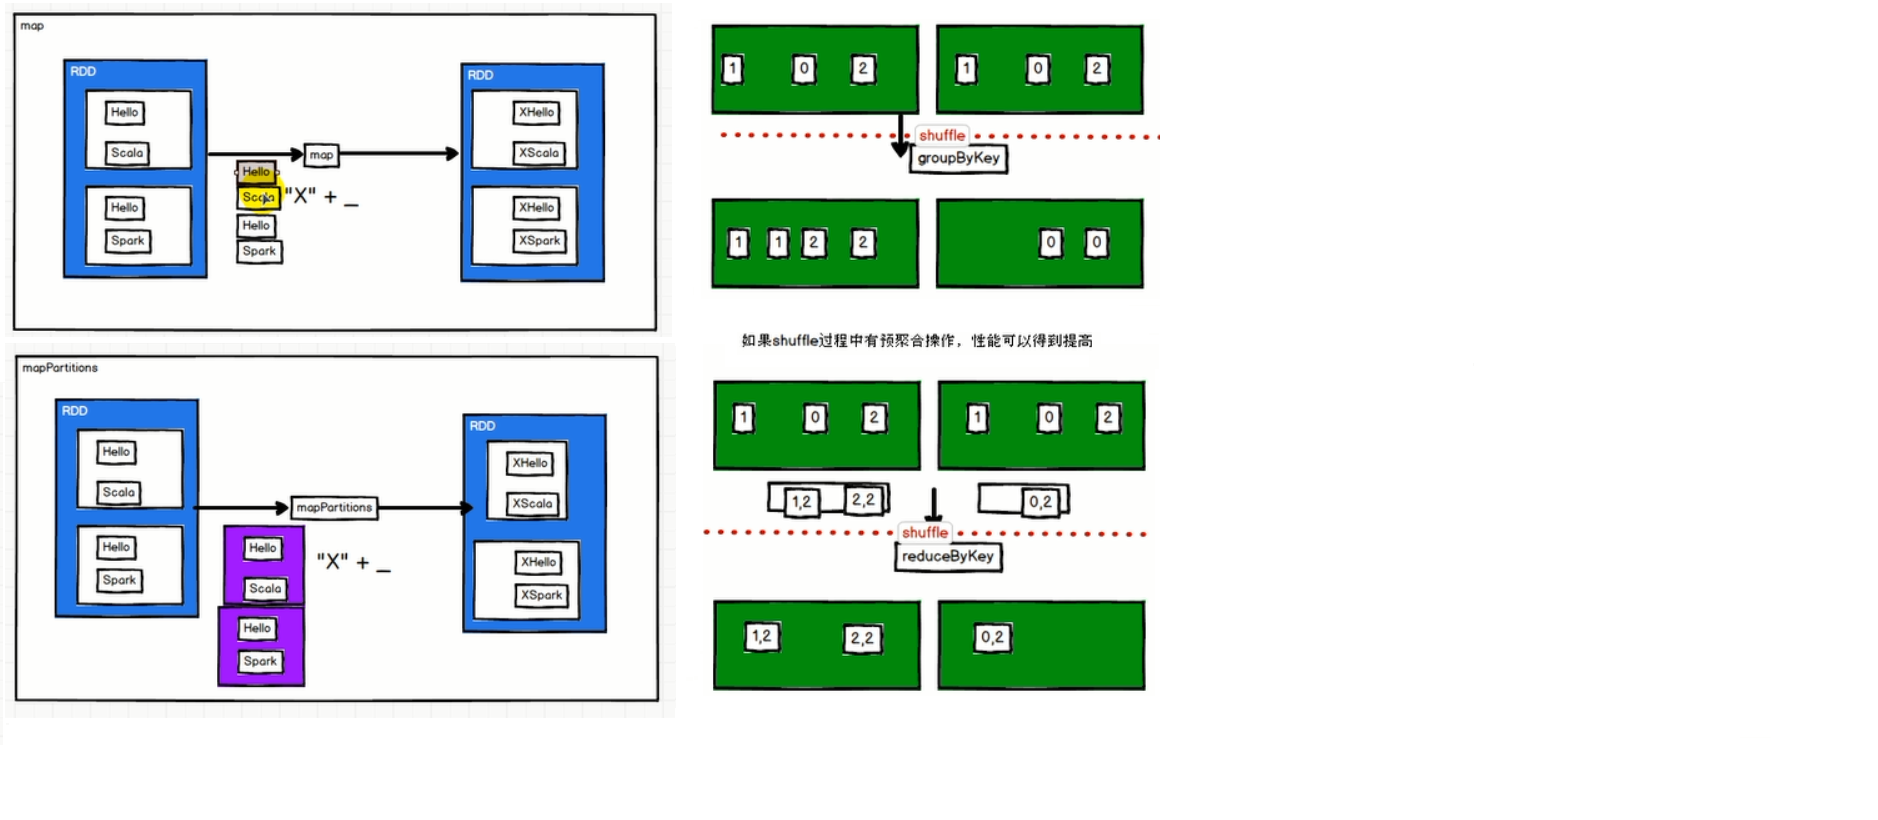 map
RDD
Hello
Scala
Hello
Spark
map
Hello
Scala
Hello
Spark
"X" + _
RDD
XHello
XScala
XHello
XSpark
mapPartitions
RDD
Hello
Scala
Hello
Spark
mapPartitions
Hello
Scala
Hello
Spark
"X" + _
RDD
XHello
XScala
XHello
XSpark
1 0 2 1 0 2
shuffle
groupByKey
1 1 2 2 0 0
如果shuffle过程中有预聚合操作，性能可以得到提高
1 0 2 1 0 2
1,2 2,2 0,2
shuffle
reduceByKey
1,2 2,2 0,2